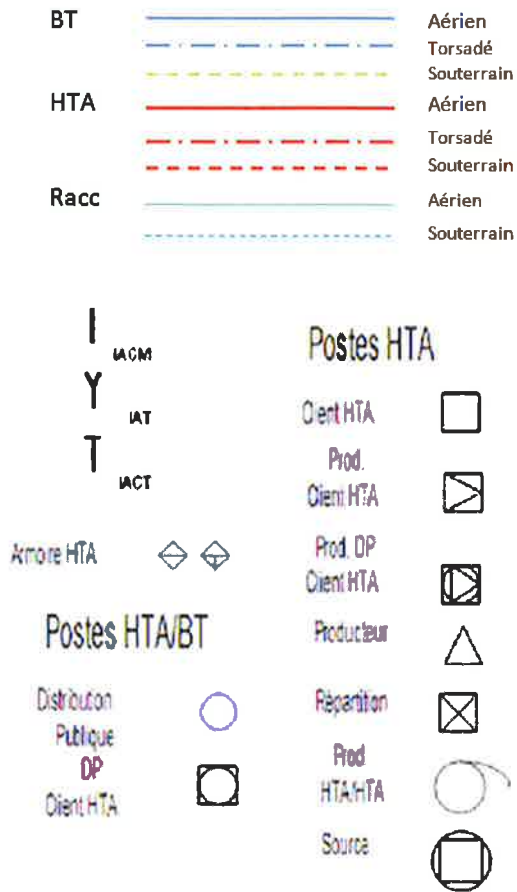 BT Aérien
Torsadé
Souterrain
HTA Aérien
Torsadé
Souterrain
Racc Aérien
Souterrain
IACM
IAT
IACT
Armoire HTA
Postes HTA/BT
Distribution
Publique
DP
Client HTA
Postes HTA
Client HTA
Prod.
Client HTA
Prod. DP
Client HTA
Producteur
Répartition
Prod
HTA/HTA
Source